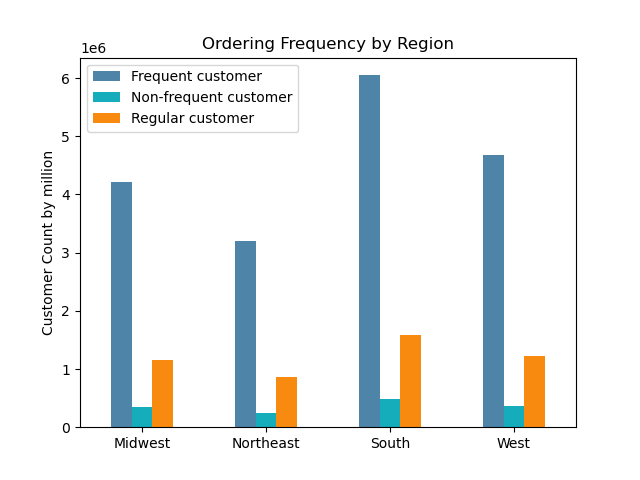 Ordering Frequency by Region
1e6
Frequent customer
Non-frequent customer
Regular customer
Customer Count by million
6
5
4
3
2
1
0
Midwest Northeast South West